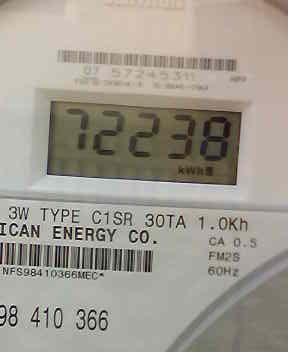 07 57245311
72238
kWh
3W TYPE C1SR 30TA 1.0Kh
ICAN ENERGY CO.
CA 0.5
FM2S
60Hz
NFS98410366MEC*
98 410 366